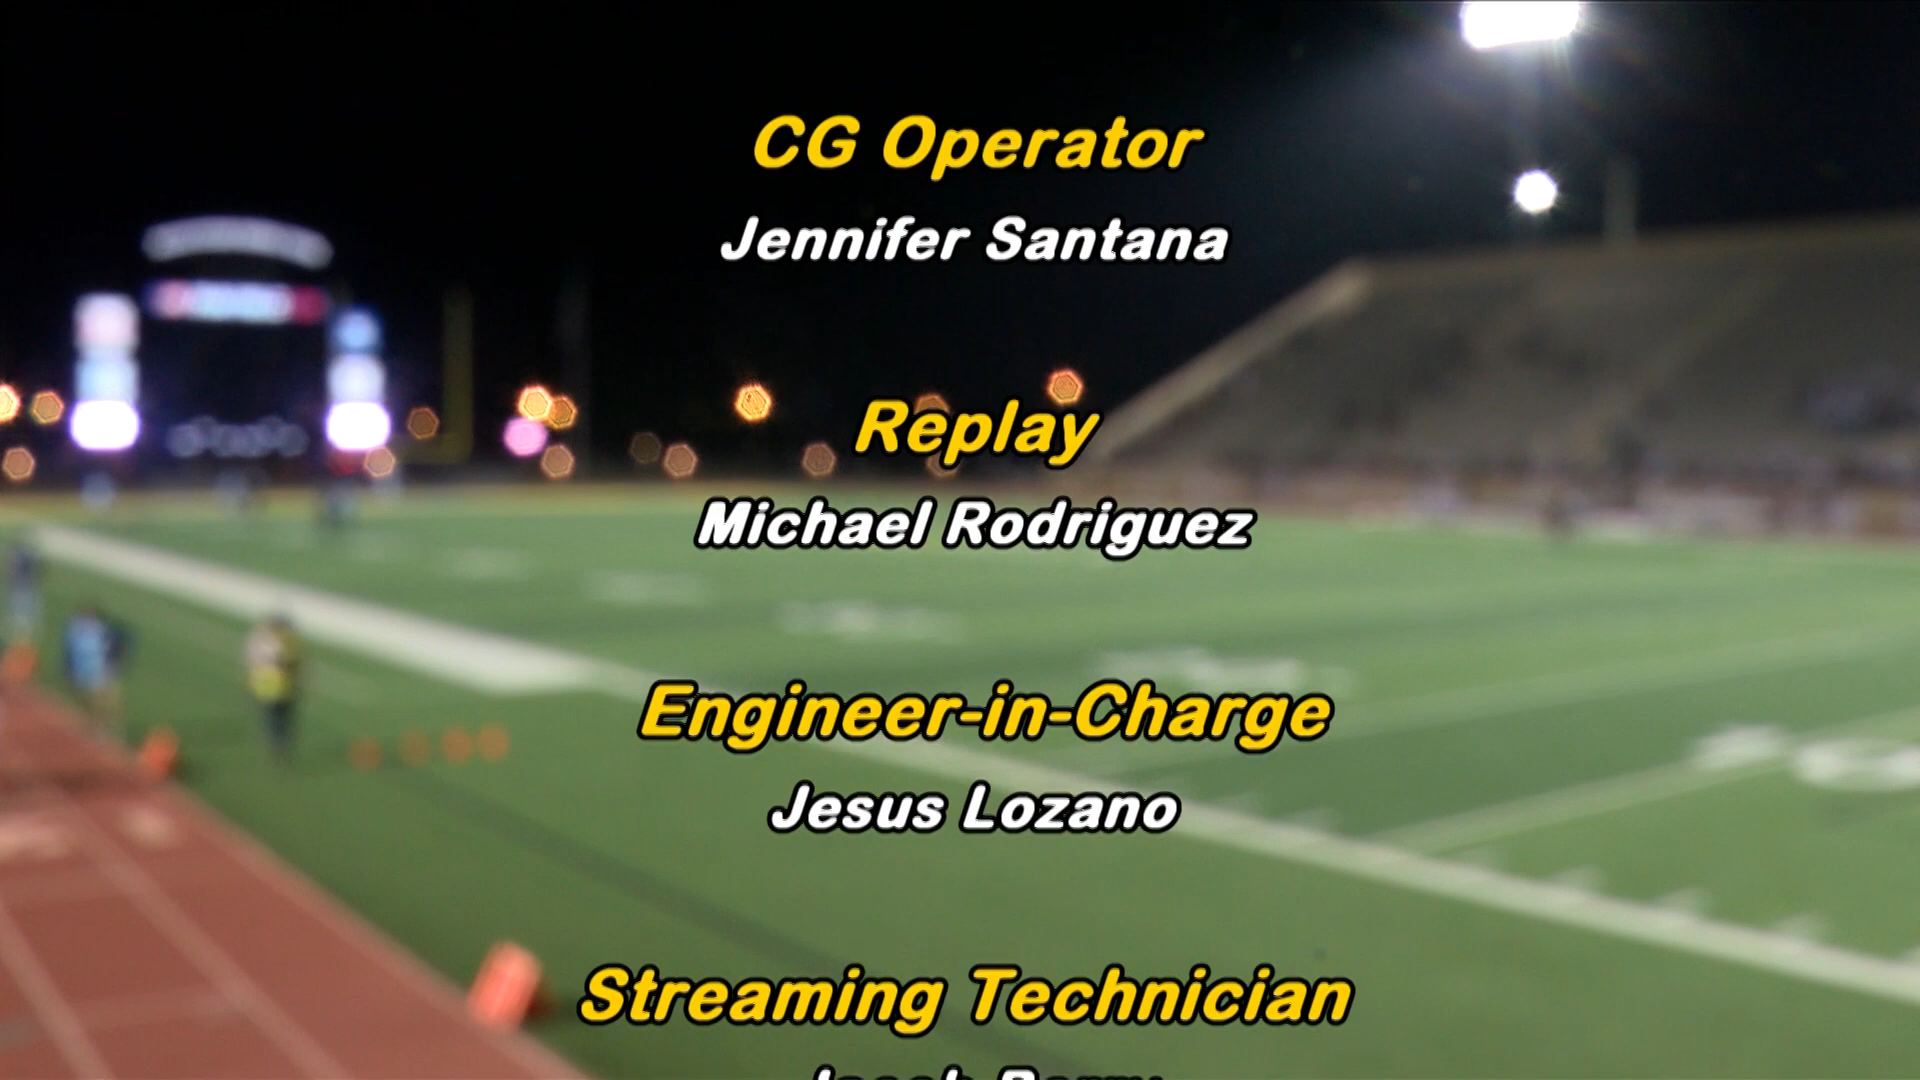 CG Operator
Jennifer Santana
Replay
Michael Rodriguez
Engineer-in-Charge
Jesus Lozano
Streaming Technician